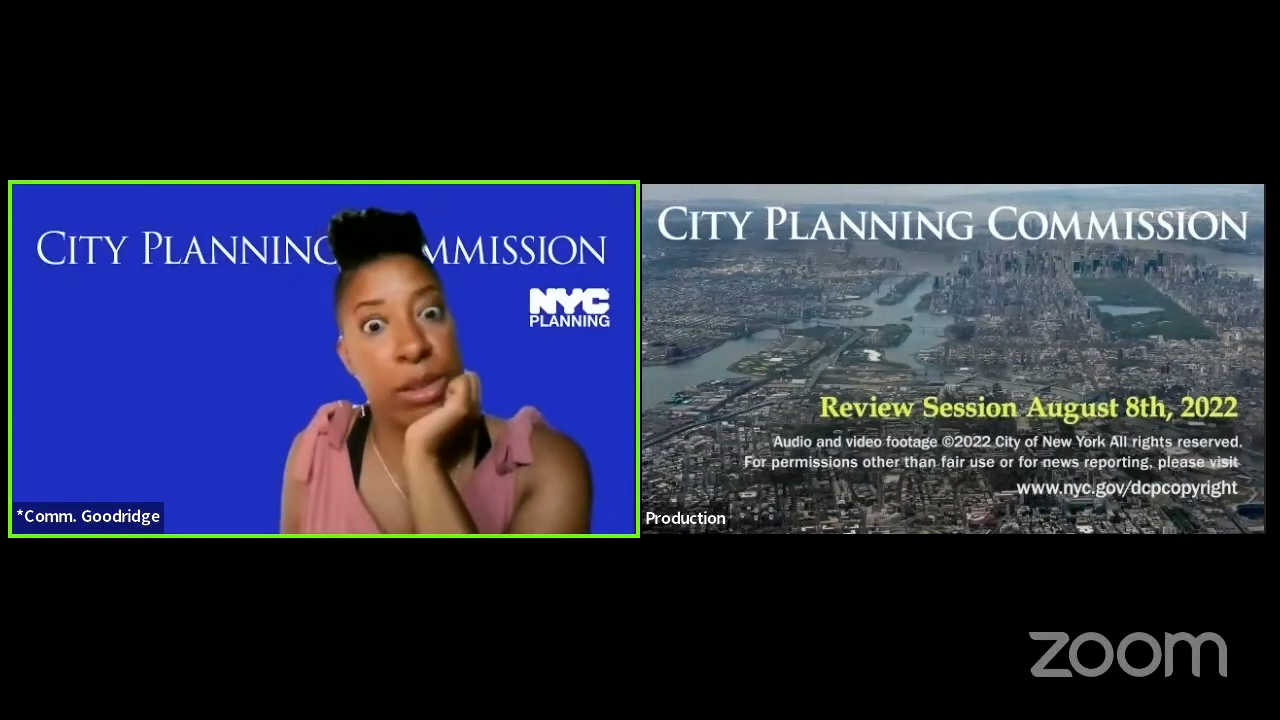 CITY PLANNING MMISSION
NYC
PLANNING
*Comm. Goodridge
CITY PLANNING COMMISSION
Review Session August 8th, 2022
Audio and video footage ©2022 City of New York All rights reserved.
For permissions other than fair use or for news reporting, please visit
www.nyc.gov/dcpcopyright
Production
zoom